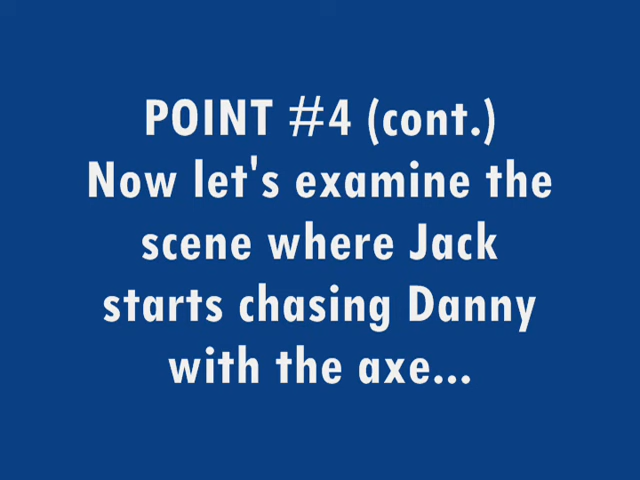 POINT #4 (cont.)
Now let's examine the
scene where Jack
starts chasing Danny
with the axe...